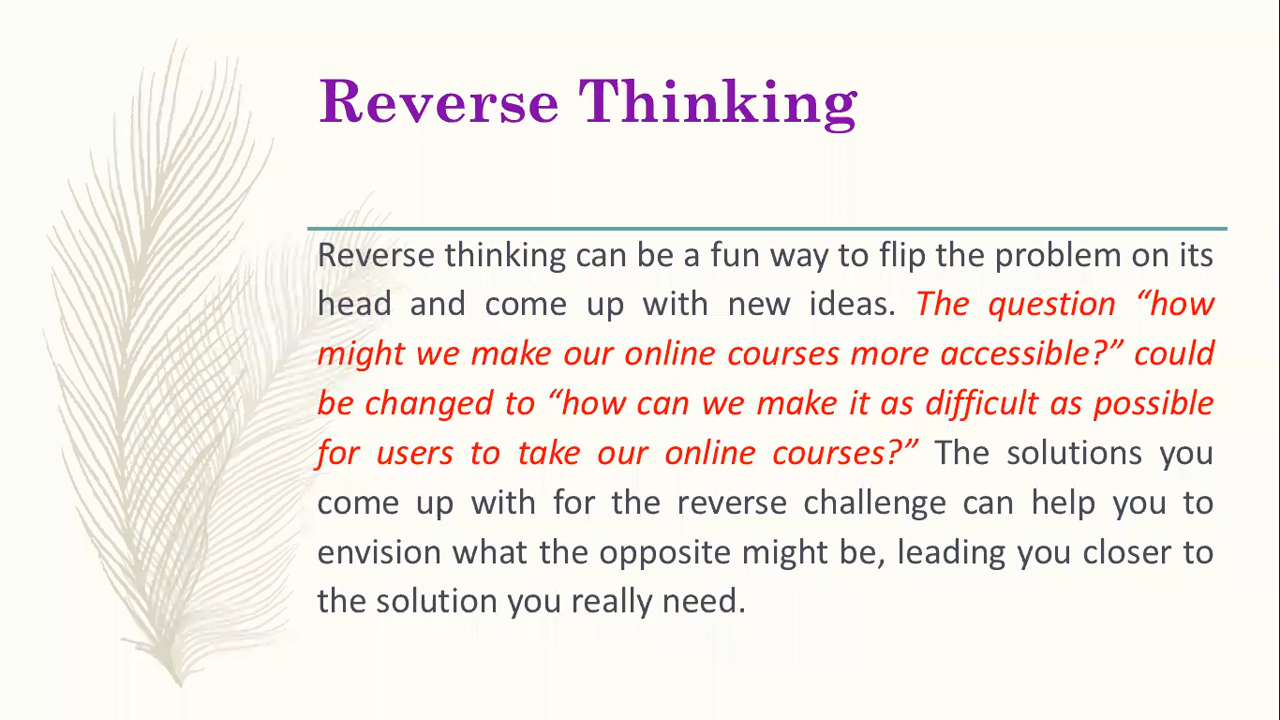 Reverse Thinking
Reverse thinking can be a fun way to flip the problem on its
head and come up with new ideas. The question “how
might we make our online courses more accessible?” could
be changed to “how can we make it as difficult as possible
for users to take our online courses?” The solutions you
come up with for the reverse challenge can help you to
envision what the opposite might be, leading you closer to
the solution you really need.